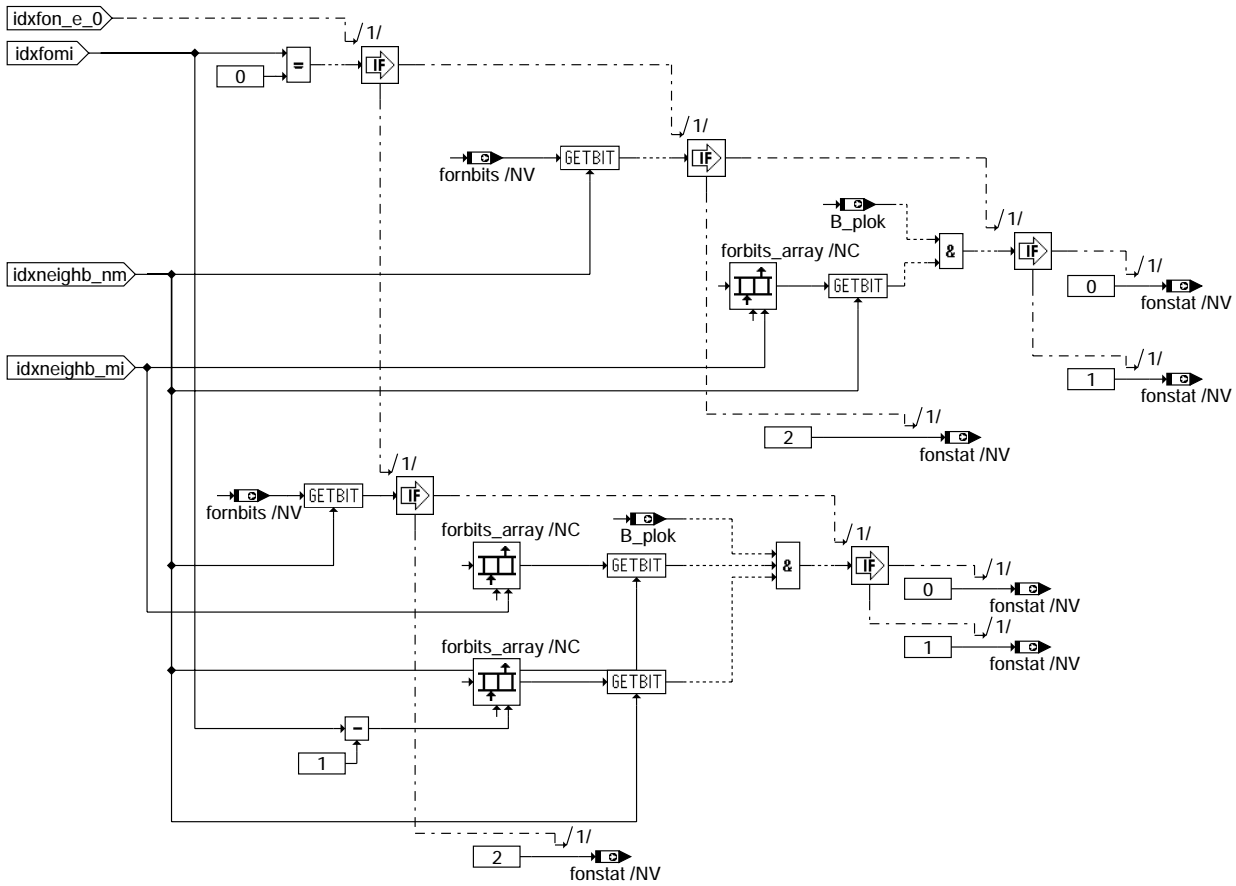 idxfon_e_0
/1/
idxfomi
0
=
IF
/1/
fornbits /NV
GETBIT
IF
B_plok
/1/
forbits_array /NC
&
IF
idxneighb_nm
GETBIT
/1/
0
fonstat /NV
idxneighb_mi
/1/
1
fonstat /NV
/1/
2
fonstat /NV
/1/
fornbits /NV
GETBIT
IF
forbits_array /NC
B_plok
/1/
GETBIT
&
IF
/1/
0
fonstat /NV
forbits_array /NC
/1/
1
fonstat /NV
GETBIT
-
1
/1/
2
fonstat /NV